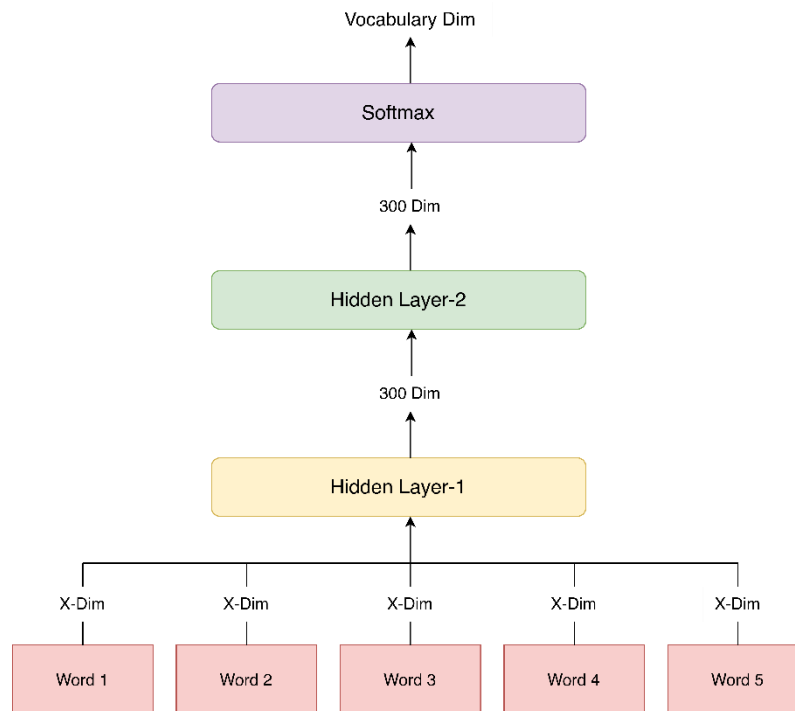 Vocabulary Dim
Softmax
300 Dim
Hidden Layer-2
300 Dim
Hidden Layer-1
X-Dim X-Dim X-Dim X-Dim X-Dim
Word 1 Word 2 Word 3 Word 4 Word 5